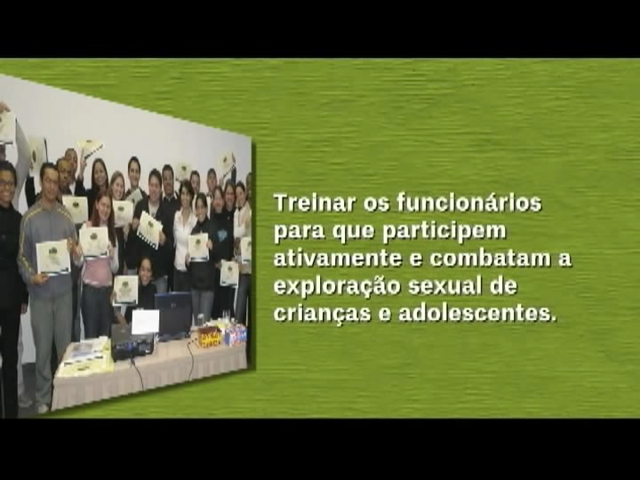 Treinar os funcionários
para que participem
ativamente e combatam a
exploração sexual de
crianças e adolescentes.